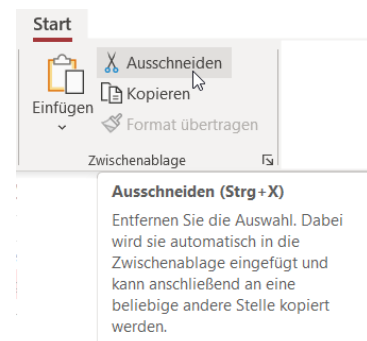 Start
Ausschneiden
Kopieren
Einfügen
Format übertragen
Zwischenablage
Ausschneiden (Strg+X)
Entfernen Sie die Auswahl. Dabei
wird sie automatisch in die
Zwischenablage eingefügt und
kann anschließend an eine
beliebige andere Stelle kopiert
werden.